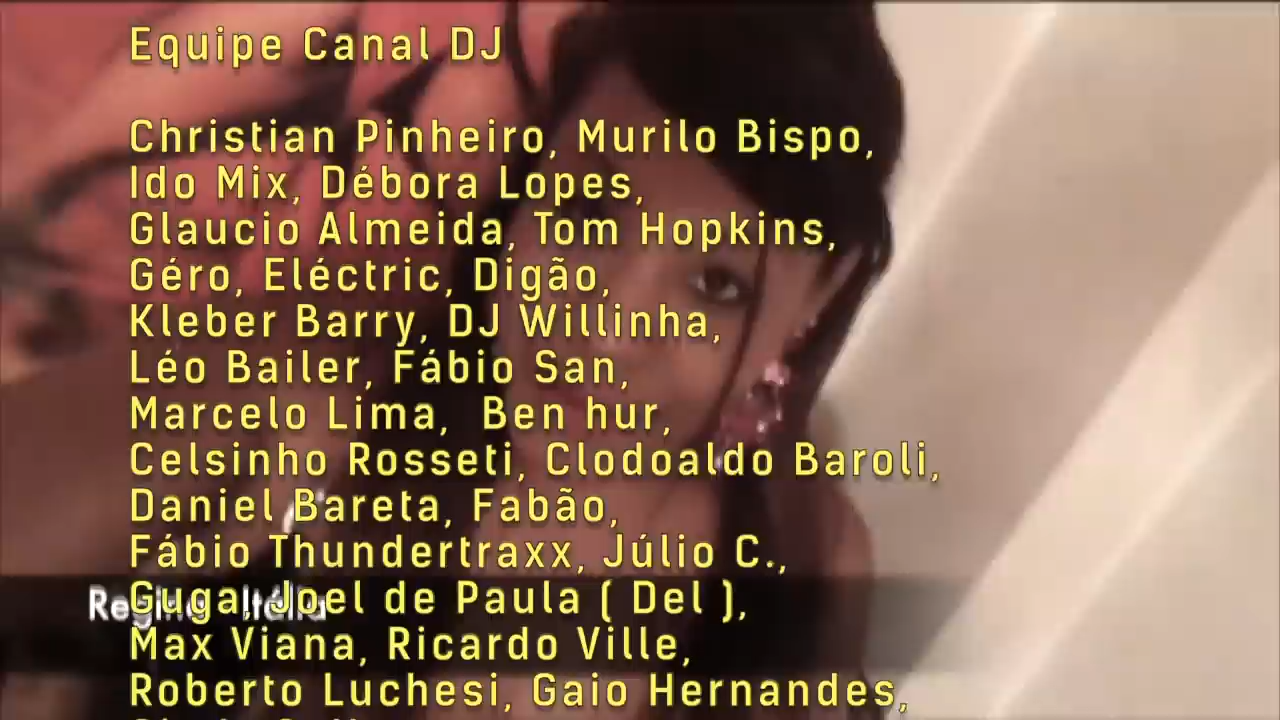 Equipe Canal DJ
Christian Pinheiro, Murilo Bispo,
Ido Mix, Débora Lopes,
Glaucio Almeida, Tom Hopkins,
Géro, Eléctric, Digão,
Kleber Barry, DJ Willinha,
Léo Bailer, Fábio San,
Marcelo Lima, Ben hur,
Celsinho Rosseti, Clodoaldo Baroli,
Daniel Bareta, Fabão,
Fábio Thundertraxx, Júlio C.,
Guga, Joel de Paula ( Del ),
Max Viana, Ricardo Ville,
Roberto Luchesi, Gaio Hernandes,